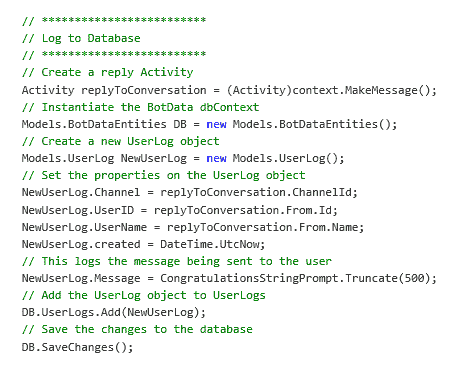 // *************************
// Log to Database
// *************************
// Create a reply Activity
Activity replyToConversation = (Activity)context.MakeMessage();
// Instantiate the BotData dbContext
Models.BotDataEntities DB = new Models.BotDataEntities();
// Create a new UserLog object
Models.UserLog NewUserLog = new Models.UserLog();
// Set the properties on the UserLog object
NewUserLog.Channel = replyToConversation.ChannelId;
NewUserLog.UserID = replyToConversation.From.Id;
NewUserLog.UserName = replyToConversation.From.Name;
NewUserLog.created = DateTime.UtcNow;
// This logs the message being sent to the user
NewUserLog.Message = CongratulationsStringPrompt.Truncate(500);
// Add the UserLog object to UserLogs
DB.UserLogs.Add(NewUserLog);
// Save the changes to the database
DB.SaveChanges();